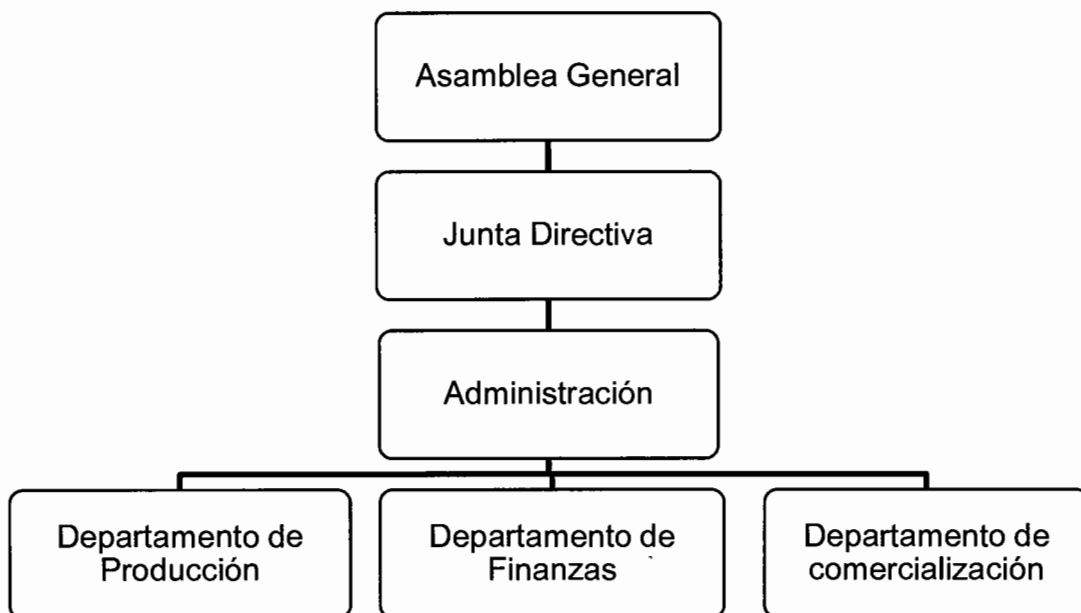 Asamblea General
Junta Directiva
Administración
Departamento de
Producción
Departamento de
Finanzas
Departamento de
comercialización